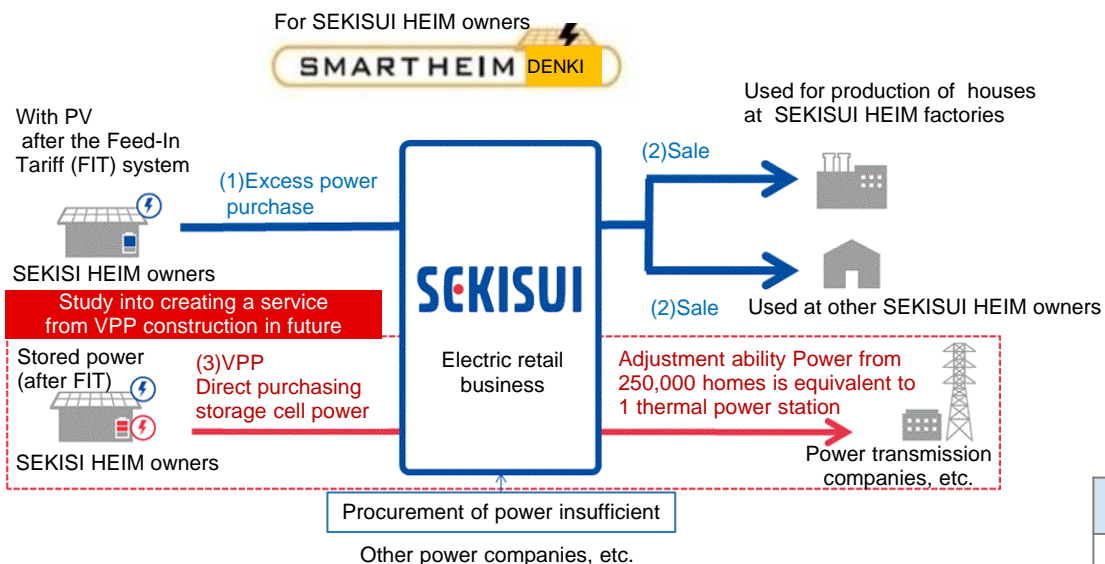 For SEKISUI HEIM owners
SMART HEIM DENKI
With PV
after the Feed-In
Tariff (FIT) system
(1)Excess power
purchase
SEKISI HEIM owners
Study into creating a service
from VPP construction in future
Stored power
(after FIT)
(3)VPP
Direct purchasing
storage cell power
SEKISI HEIM owners
SEKISUI
Electric retail
business
(2)Sale
Used for production of houses
at SEKISUI HEIM factories
(2)Sale
Used at other SEKISUI HEIM owners
Adjustment ability Power from
250,000 homes is equivalent to
1 thermal power station
Power transmission
companies, etc.
Procurement of power insufficient
Other power companies, etc.